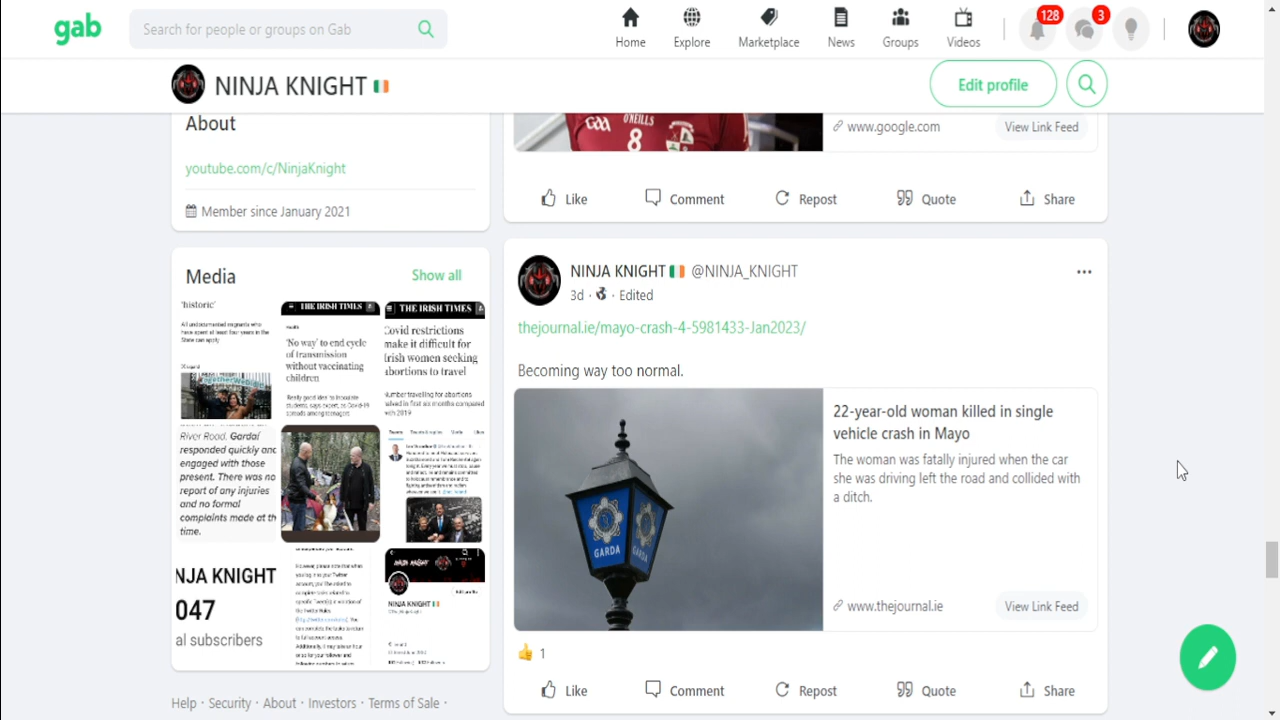 gab
Search for people or groups on Gab
Home
Explore
Marketplace
News
Groups
Videos
128
3
NINJA KNIGHT
Edit profile
About
youtube.com/c/NinjaKnight
Member since January 2021
Media
Show all
'historic'
All undocumented migrants who
have spent at least four years in the
State can apply
THE IRISH TIMES
Health
'No way' to end cycle
of transmission
without vaccinating
children
THE IRISH TIMES
Covid restrictions
make it difficult for
Irish women seeking
abortions to travel
Number travelling for abortions
halved in first six months compared
with 2019
River Road. Gardaí
responded quickly and
engaged with those
present. There was no
report of any injuries
and no formal
complaints made at th
time.
NJA KNIGHT
047
al subscribers
NINJA KNIGHT
Help · Security · About · Investors · Terms of Sale ·
GAA
O'NEILLS
8
www.google.com
View Link Feed
Like
Comment
Repost
Quote
Share
NINJA KNIGHT @NINJA_KNIGHT
3d · Edited
thejournal.ie/mayo-crash-4-5981433-Jan2023/
Becoming way too normal.
GARDA
GARDA
22-year-old woman killed in single
vehicle crash in Mayo
The woman was fatally injured when the car
she was driving left the road and collided with
a ditch.
www.thejournal.ie
View Link Feed
1
Like
Comment
Repost
Quote
Share